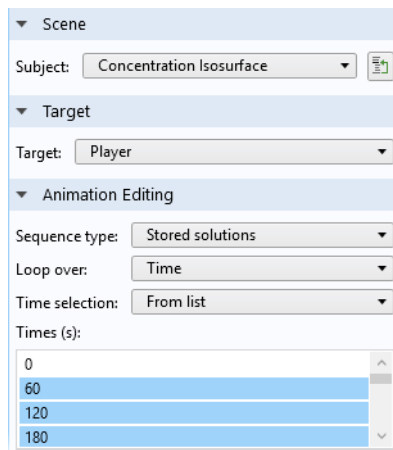 Scene
Subject: Concentration Isosurface
Target
Target: Player
Animation Editing
Sequence type: Stored solutions
Loop over: Time
Time selection: From list
Times (s):
0
60
120
180